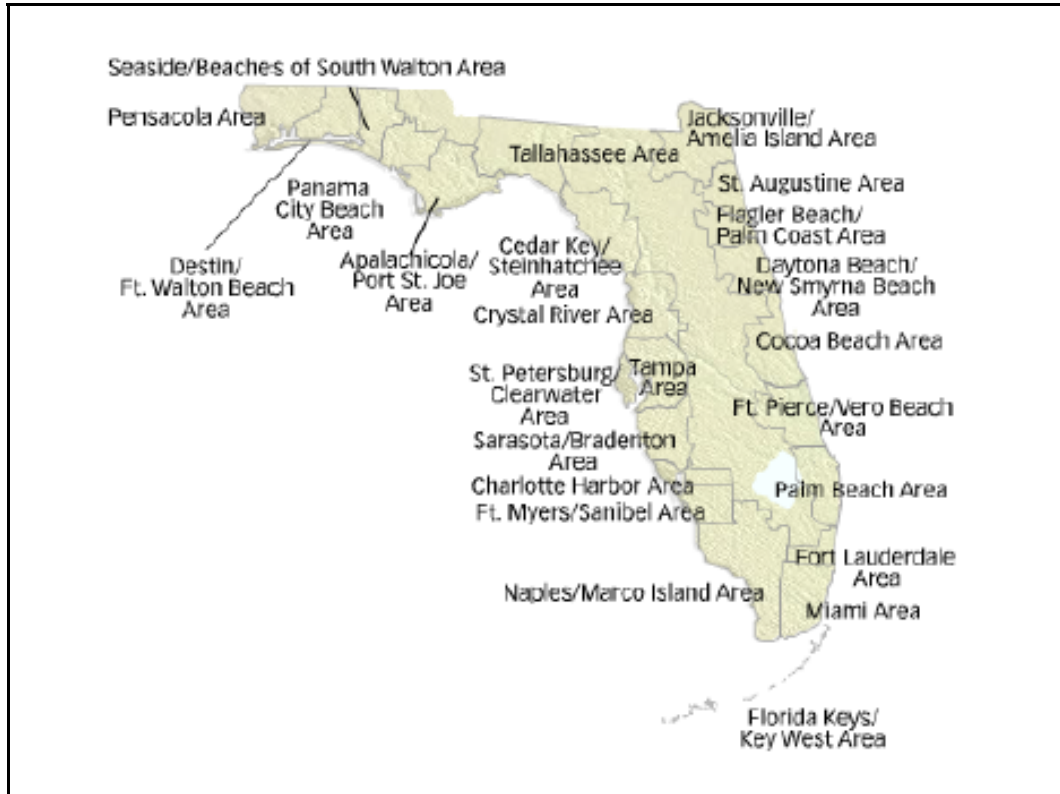 Seaside/Beaches of South Walton Area
Pensacola Area
Jacksonville/
Amelia Island Area
Tallahassee Area
St. Augustine Area
Panama
City Beach
Area
Flagler Beach/
Palm Coast Area
Destin/
Ft. Walton Beach
Area
Apalachicola/
Port St. Joe
Area
Cedar Key/
Steinhatchee
Area
Daytona Beach/
New Smyrna Beach
Area
Crystal River Area
Cocoa Beach Area
St. Petersburg/
Clearwater
Area
Tampa
Area
Ft. Pierce/Vero Beach
Area
Sarasota/Bradenton
Area
Charlotte Harbor Area
Palm Beach Area
Ft. Myers/Sanibel Area
Fort Lauderdale
Area
Naples/Marco Island Area
Miami Area
Florida Keys/
Key West Area